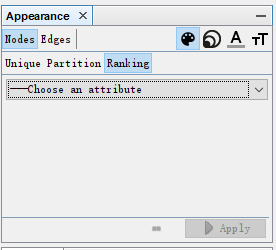 Appearance
Nodes Edges
Unique Partition Ranking
---Choose an attribute
Apply